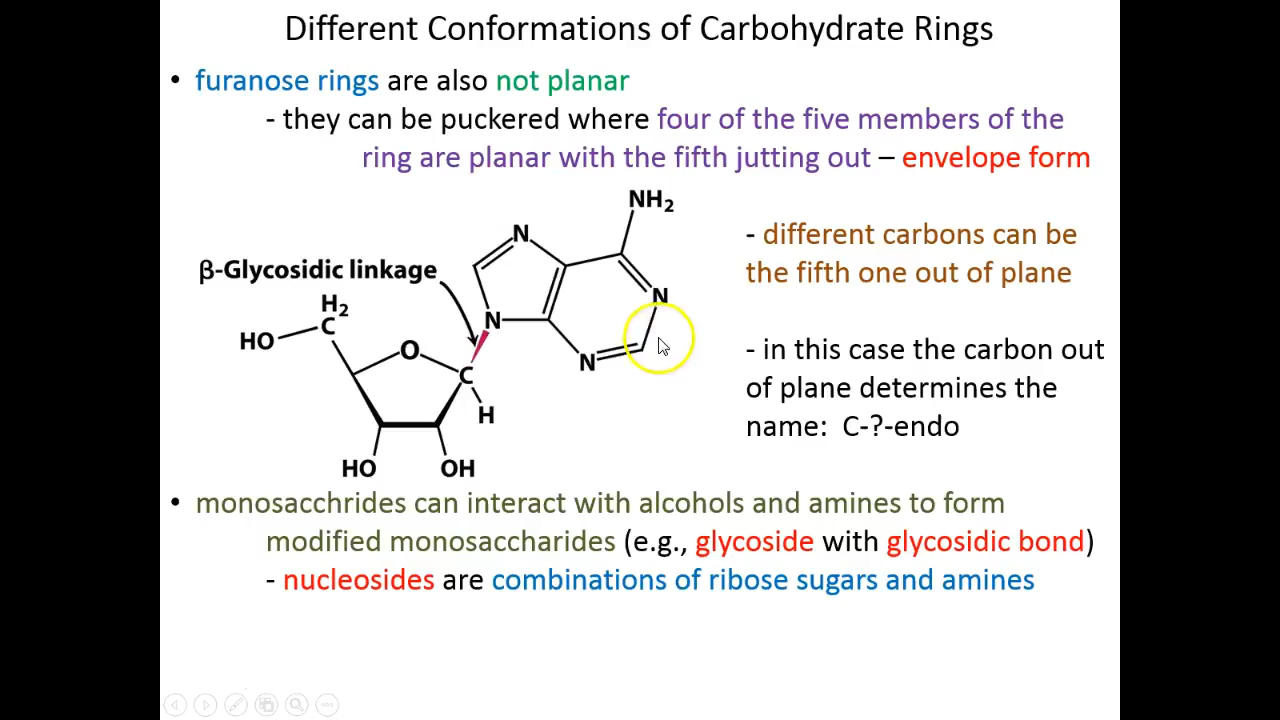 Different Conformations of Carbohydrate Rings
• furanose rings are also not planar
- they can be puckered where four of the five members of the
ring are planar with the fifth jutting out – envelope form
NH₂
N
- different carbons can be
the fifth one out of plane
β-Glycosidic linkage
N
H₂
C
HO
N
O
N
- in this case the carbon out
of plane determines the
name: C-?-endo
C
H
HO
OH
• monosacchrides can interact with alcohols and amines to form
modified monosaccharides (e.g., glycoside with glycosidic bond)
- nucleosides are combinations of ribose sugars and amines